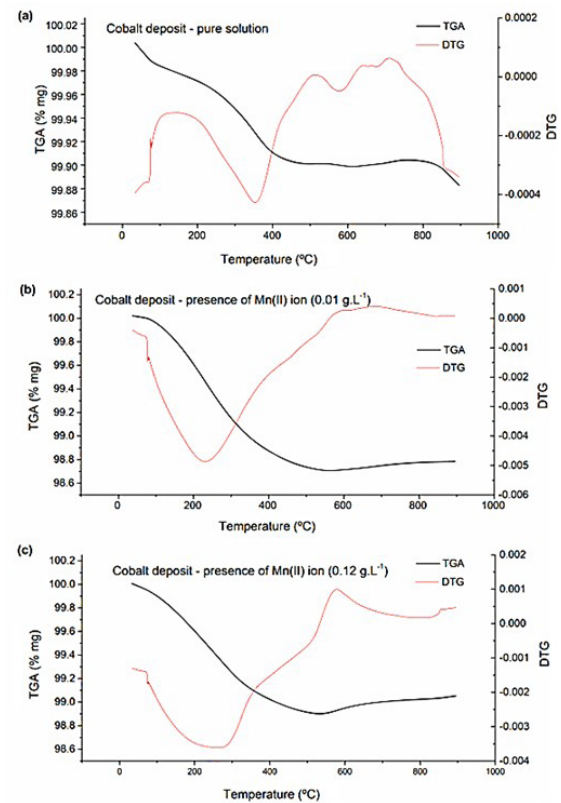 (a)
Cobalt deposit - pure solution
TGA
DTG
TGA (% mg)
100.02
100.00
99.98
99.96
99.94
99.92
99.90
99.88
99.86
0.0002
0.0000
-0.0002
-0.0004
DTG
0 200 400 600 800 1000
Temperature (ºC)
(b)
Cobalt deposit - presence of Mn(II) ion (0.01 g.L⁻¹)
TGA
DTG
TGA (% mg)
100.2
100.0
99.8
99.6
99.4
99.2
99.0
98.8
98.6
0.001
0.000
-0.001
-0.002
-0.003
-0.004
-0.005
-0.006
DTG
0 200 400 600 800 1000
Temperature (ºC)
(c)
Cobalt deposit - presence of Mn(II) ion (0.12 g.L⁻¹)
TGA
DTG
TGA (% mg)
100.2
100.0
99.8
99.6
99.4
99.2
99.0
98.8
98.6
0.002
0.001
0.000
-0.001
-0.002
-0.003
-0.004
DTG
0 200 400 600 800 1000
Temperature (ºC)